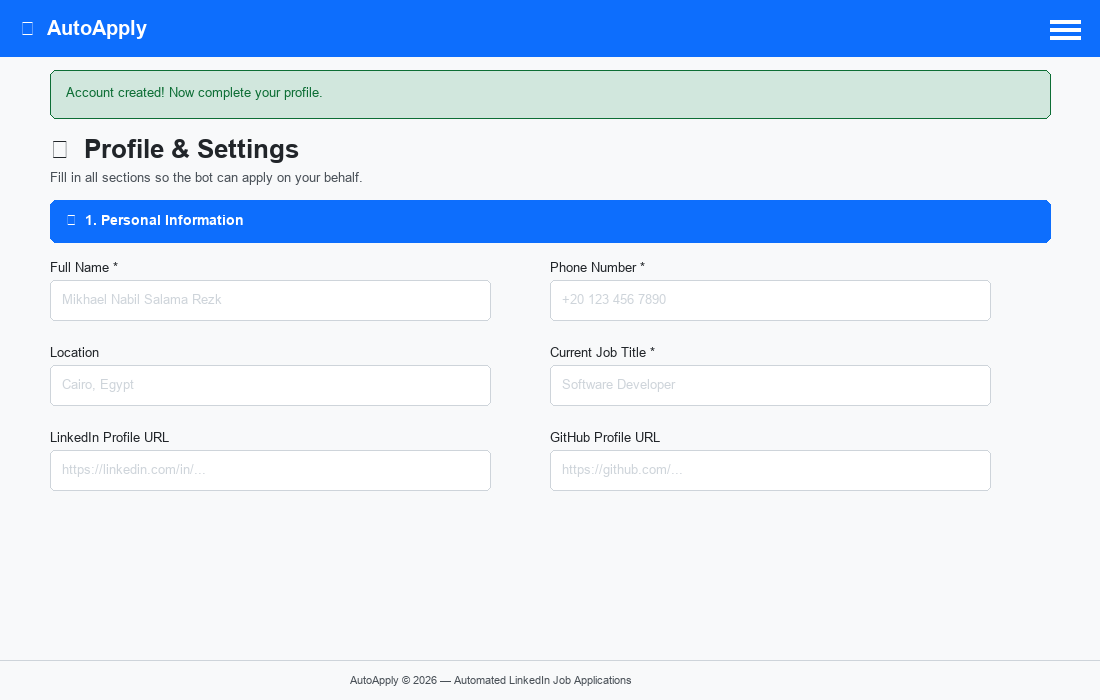 AutoApply
Account created! Now complete your profile.
Profile & Settings
Fill in all sections so the bot can apply on your behalf.
1. Personal Information
Full Name * Phone Number *
Mikhael Nabil Salama Rezk +20 123 456 7890
Location Current Job Title *
Cairo, Egypt Software Developer
LinkedIn Profile URL GitHub Profile URL
https://linkedin.com/in/... https://github.com/...
AutoApply © 2026 — Automated LinkedIn Job Applications